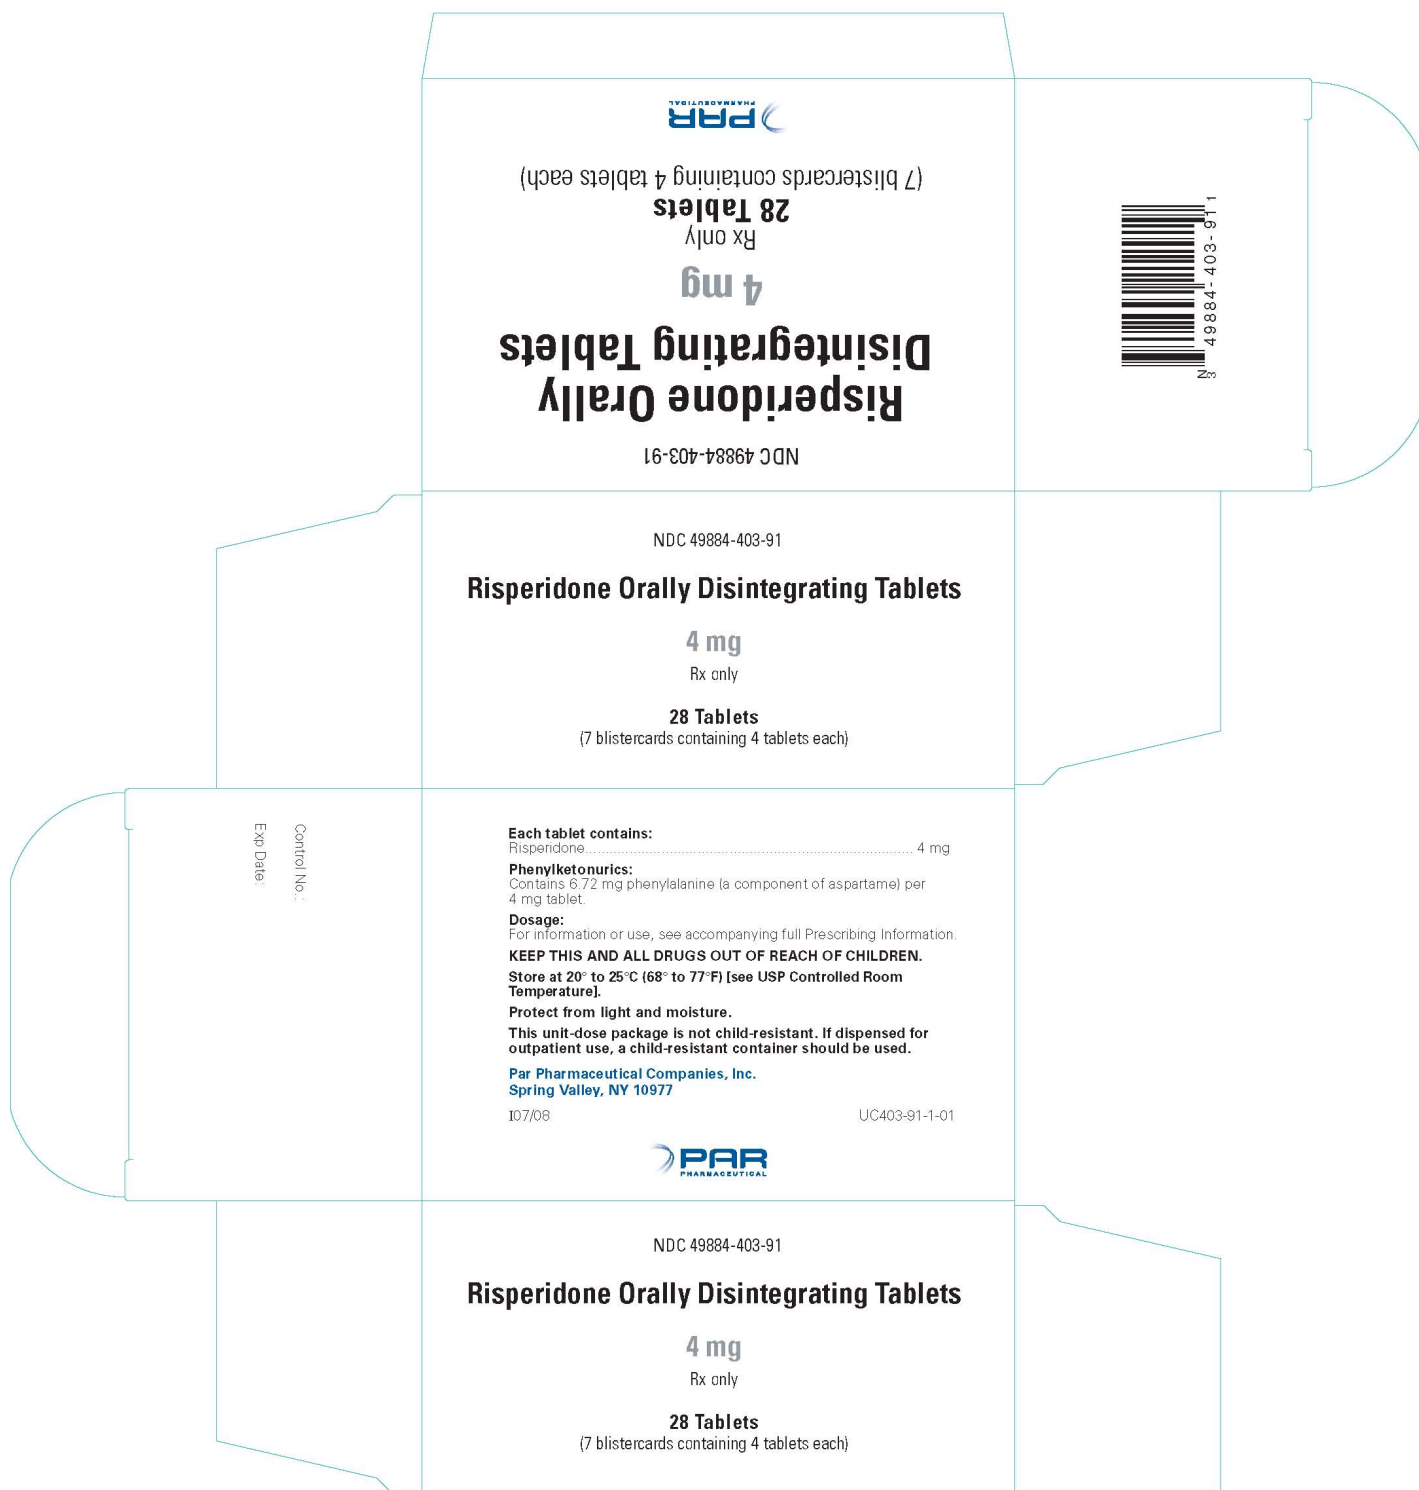 PAR
PHARMACEUTICAL
(7 blistercards containing 4 tablets each)
28 Tablets
Rx only
4 mg
Disintegrating Tablets
Risperidone Orally
NDC 49884-403-91
N
3 49884-403-91 1
NDC 49884-403-91
Risperidone Orally Disintegrating Tablets
4 mg
Rx only
28 Tablets
(7 blistercards containing 4 tablets each)
Control No.:
Exp Date:
Each tablet contains:
Risperidone........................................................................... 4 mg
Phenylketonurics:
Contains 6.72 mg phenylalanine (a component of aspartame) per
4 mg tablet.
Dosage:
For information or use, see accompanying full Prescribing Information.
KEEP THIS AND ALL DRUGS OUT OF REACH OF CHILDREN.
Store at 20° to 25°C (68° to 77°F) [see USP Controlled Room
Temperature].
Protect from light and moisture.
This unit-dose package is not child-resistant. If dispensed for
outpatient use, a child-resistant container should be used.
Par Pharmaceutical Companies, Inc.
Spring Valley, NY 10977
I07/08 UC403-91-1-01
PAR
PHARMACEUTICAL
NDC 49884-403-91
Risperidone Orally Disintegrating Tablets
4 mg
Rx only
28 Tablets
(7 blistercards containing 4 tablets each)